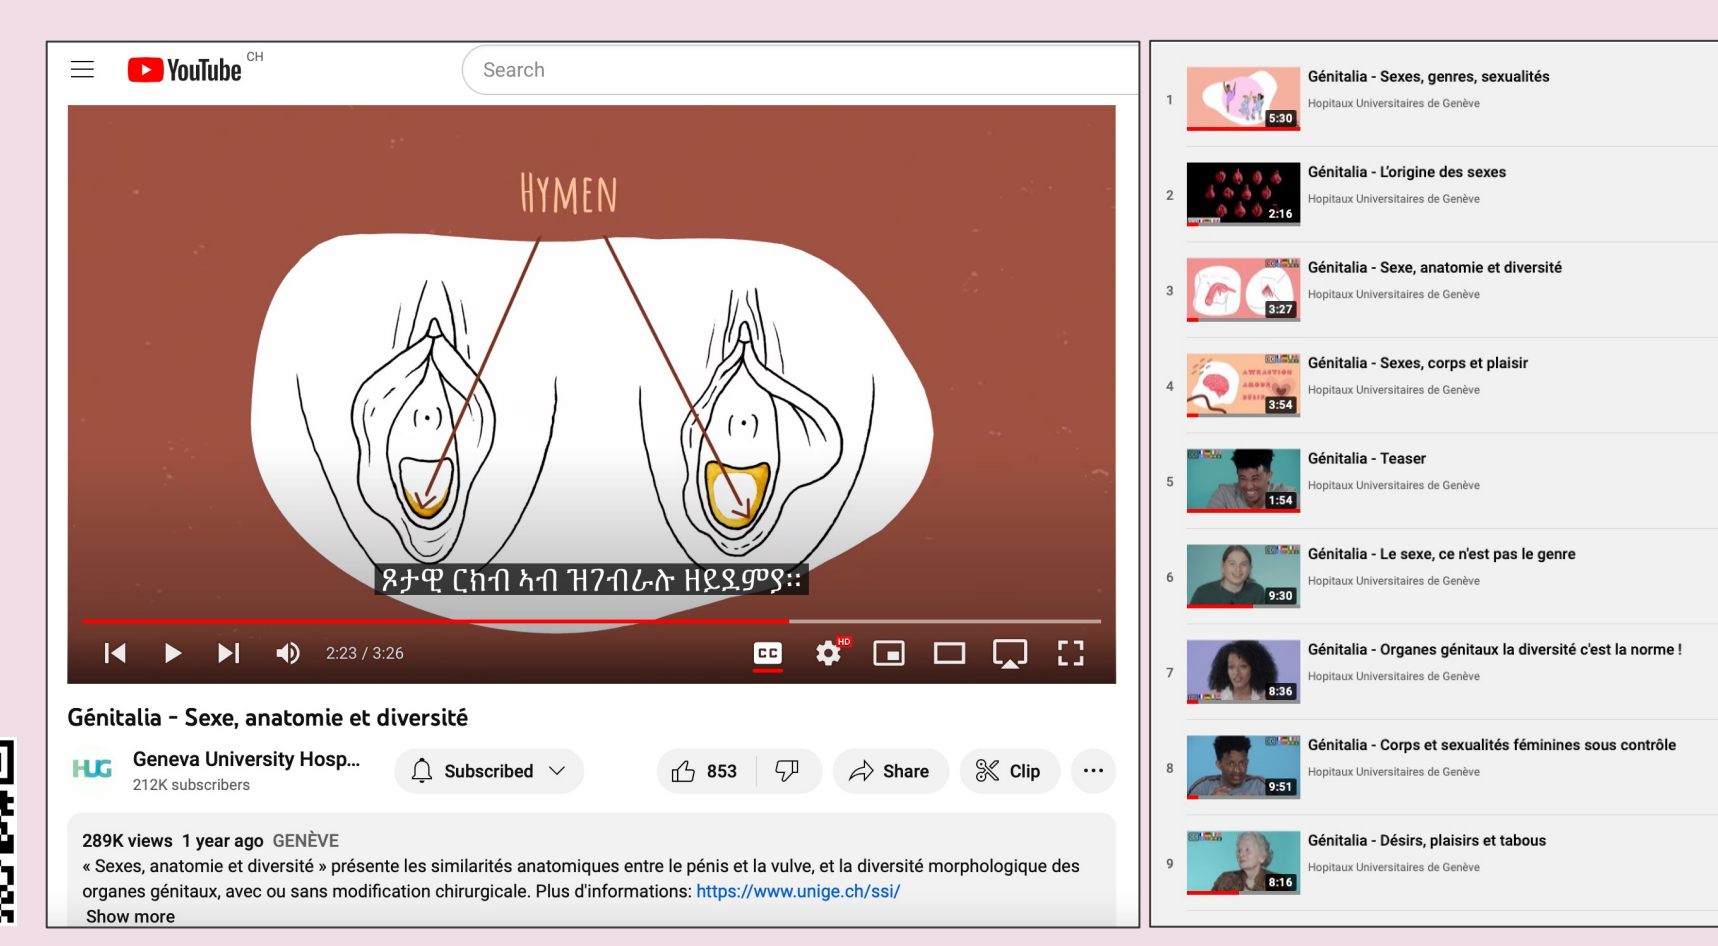 YouTube CH
Search
HYMEN
ጾታዊ ርክብ ኣብ ዝገብራሉ ዘይደምያ።
2:23 / 3:26
CC
HD
Génitalia - Sexe, anatomie et diversité
HUG
Geneva University Hosp...
212K subscribers
Subscribed
853
Share
Clip
289K views 1 year ago GENÈVE
« Sexes, anatomie et diversité » présente les similarités anatomiques entre le pénis et la vulve, et la diversité morphologique des
organes génitaux, avec ou sans modification chirurgicale. Plus d'informations: https://www.unige.ch/ssi/
Show more
1
5:30
Génitalia - Sexes, genres, sexualités
Hopitaux Universitaires de Genève
2
2:16
Génitalia - L'origine des sexes
Hopitaux Universitaires de Genève
3
3:27
Génitalia - Sexe, anatomie et diversité
Hopitaux Universitaires de Genève
4
ATTRACTION
AMOUR
3:54
Génitalia - Sexes, corps et plaisir
Hopitaux Universitaires de Genève
5
1:54
Génitalia - Teaser
Hopitaux Universitaires de Genève
6
9:30
Génitalia - Le sexe, ce n'est pas le genre
Hopitaux Universitaires de Genève
7
8:36
Génitalia - Organes génitaux la diversité c'est la norme !
Hopitaux Universitaires de Genève
8
9:51
Génitalia - Corps et sexualités féminines sous contrôle
Hopitaux Universitaires de Genève
9
8:16
Génitalia - Désirs, plaisirs et tabous
Hopitaux Universitaires de Genève